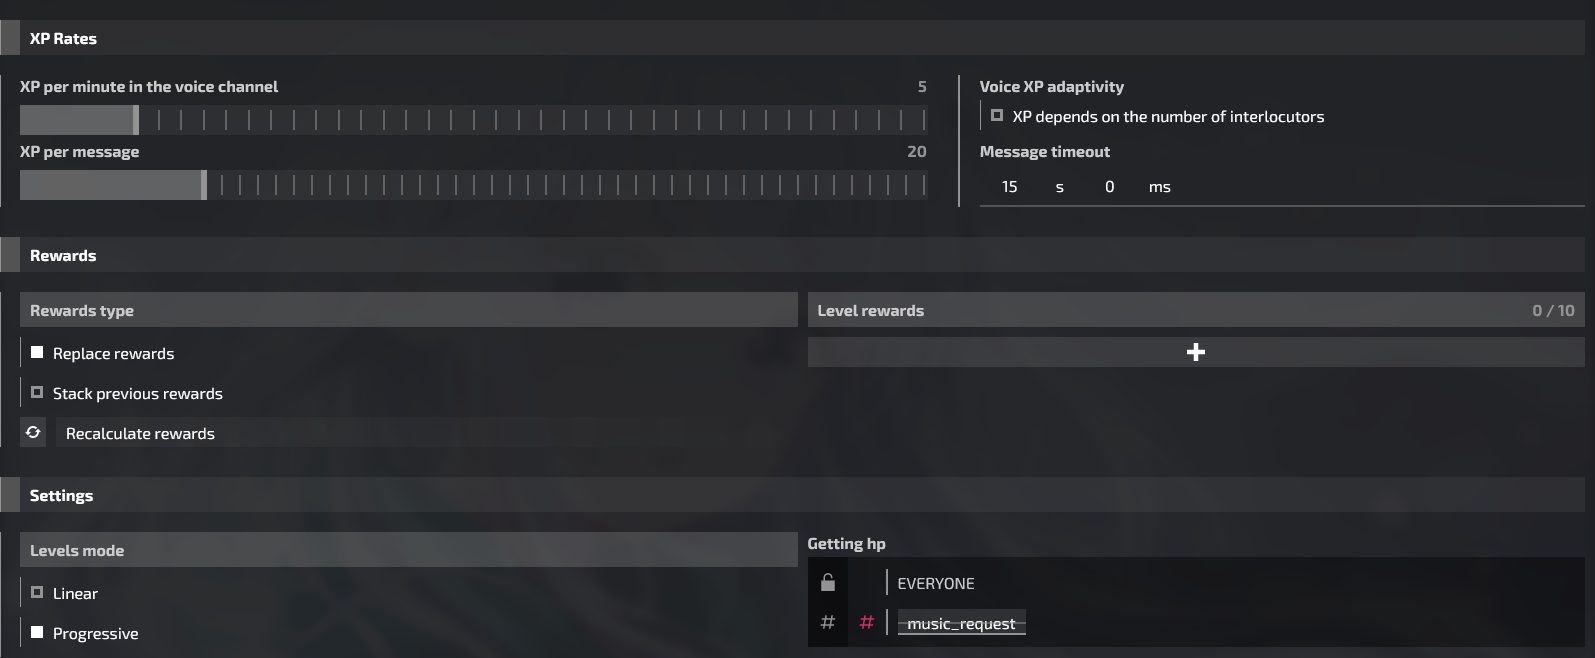 XP Rates
XP per minute in the voice channel 5
XP per message 20
Voice XP adaptivity
XP depends on the number of interlocutors
Message timeout
15 s 0 ms
Rewards
Rewards type
Replace rewards
Stack previous rewards
Recalculate rewards
Level rewards 0 / 10
Settings
Levels mode
Linear
Progressive
Getting hp
EVERYONE
# # music_request